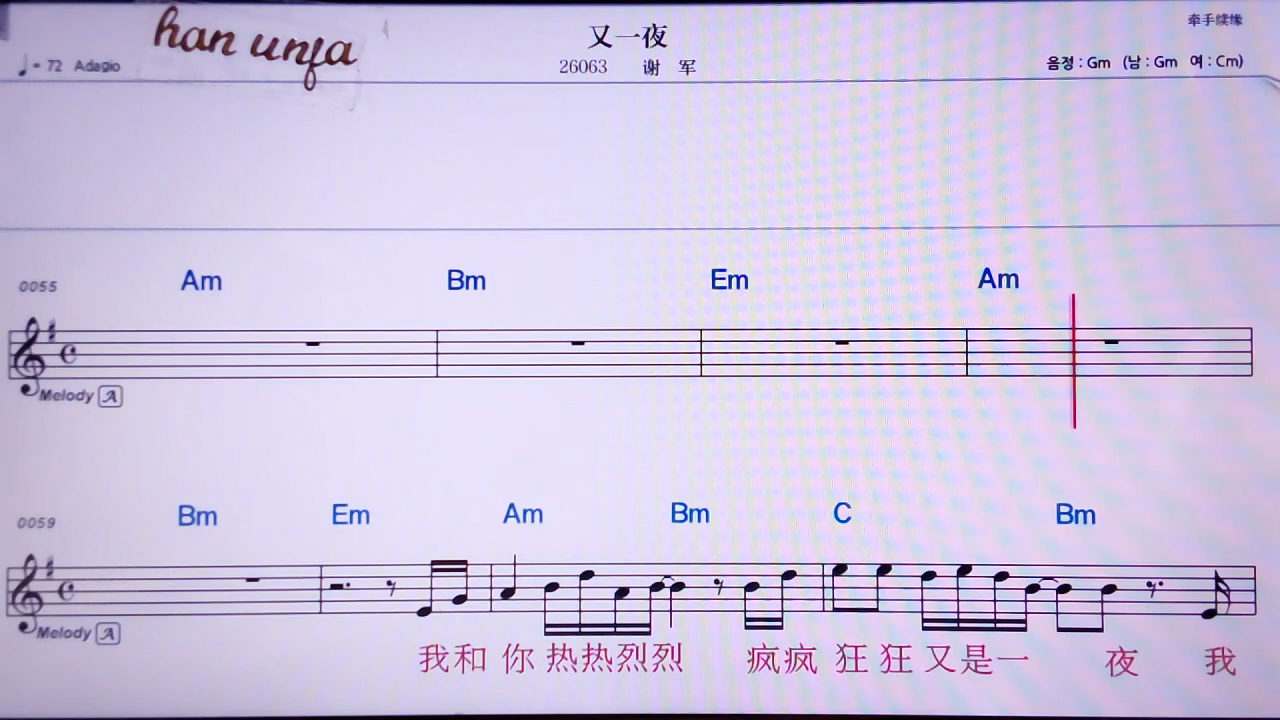 han unfa
又一夜
牵手续缘
♩= 72 Adagio
26063 谢 军
음정 : Gm (남 : Gm 여 : Cm)
0055 Am Bm Em Am
Melody A
0059 Bm Em Am Bm C Bm
Melody A
我和 你 热热烈烈 疯疯 狂 狂 又是一 夜 我